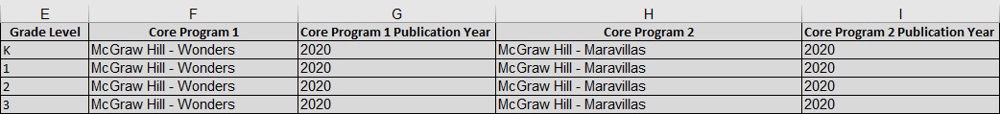 E F G H I
Grade Level Core Program 1 Core Program 1 Publication Year Core Program 2 Core Program 2 Publication Year
K McGraw Hill - Wonders 2020 McGraw Hill - Maravillas 2020
1 McGraw Hill - Wonders 2020 McGraw Hill - Maravillas 2020
2 McGraw Hill - Wonders 2020 McGraw Hill - Maravillas 2020
3 McGraw Hill - Wonders 2020 McGraw Hill - Maravillas 2020